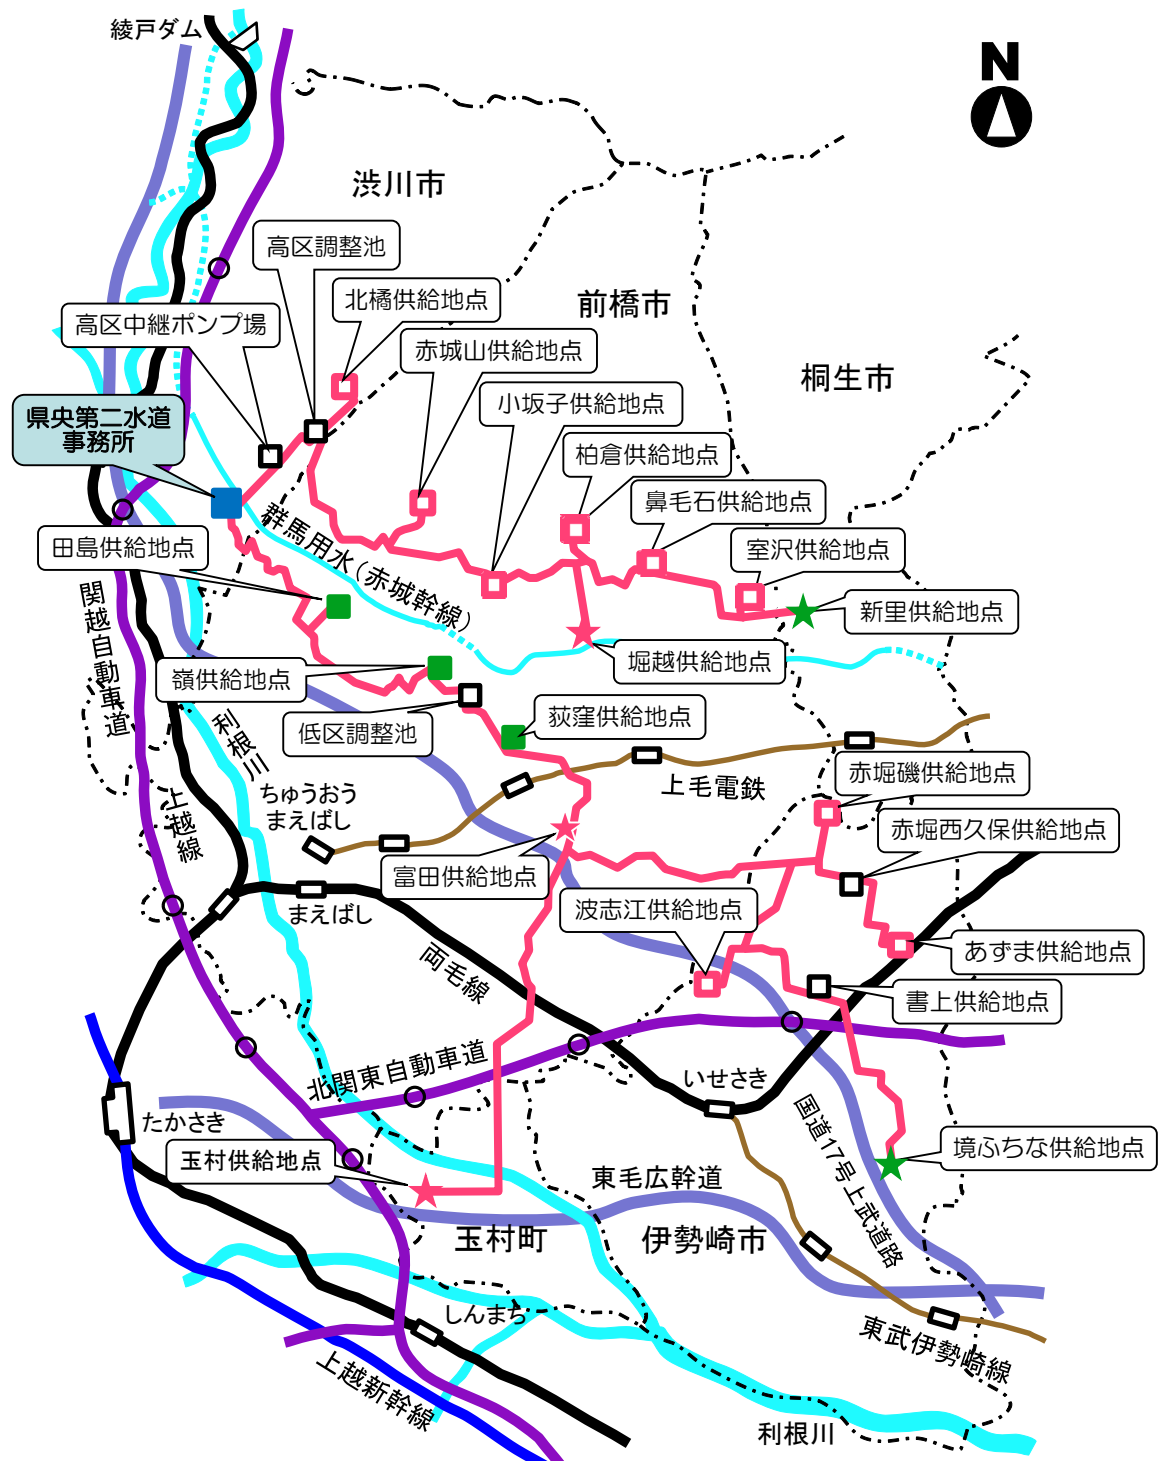 綾戸ダム
N
渋川市
高区調整池
北橘供給地点
前橋市
高区中継ポンプ場
赤城山供給地点
桐生市
小坂子供給地点
県央第二水道
事務所
柏倉供給地点
鼻毛石供給地点
群馬用水（赤城幹線）
田島供給地点
室沢供給地点
関越自動車道
新里供給地点
堀越供給地点
嶺供給地点
利根川
低区調整池
荻窪供給地点
上毛電鉄
赤堀磯供給地点
ちゅうおう
まえばし
上越線
赤堀西久保供給地点
富田供給地点
まえばし
波志江供給地点
両毛線
あずま供給地点
書上供給地点
北関東自動車道
いせさき
たかさき
国道17号上武道路
玉村供給地点
境ふちな供給地点
東毛広幹道
玉村町
伊勢崎市
しんまち
東武伊勢崎線
上越新幹線
利根川